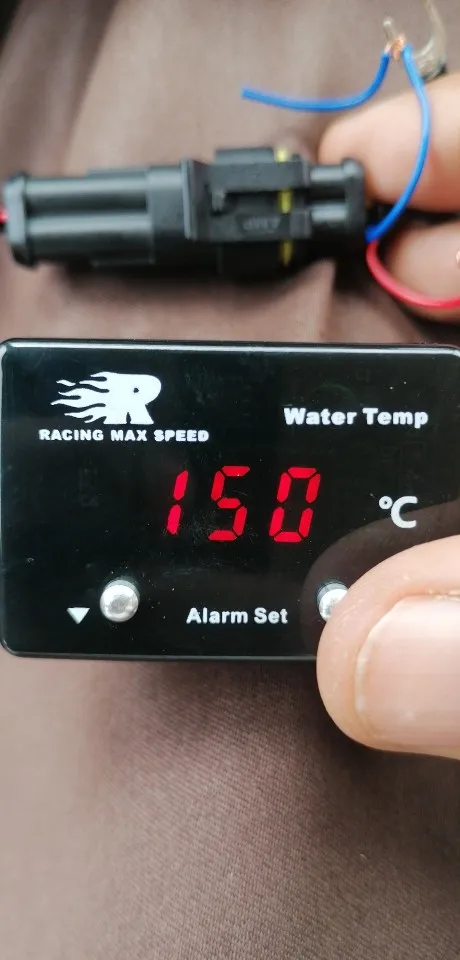 R
RACING MAX SPEED
Water Temp
150 °C
Alarm Set